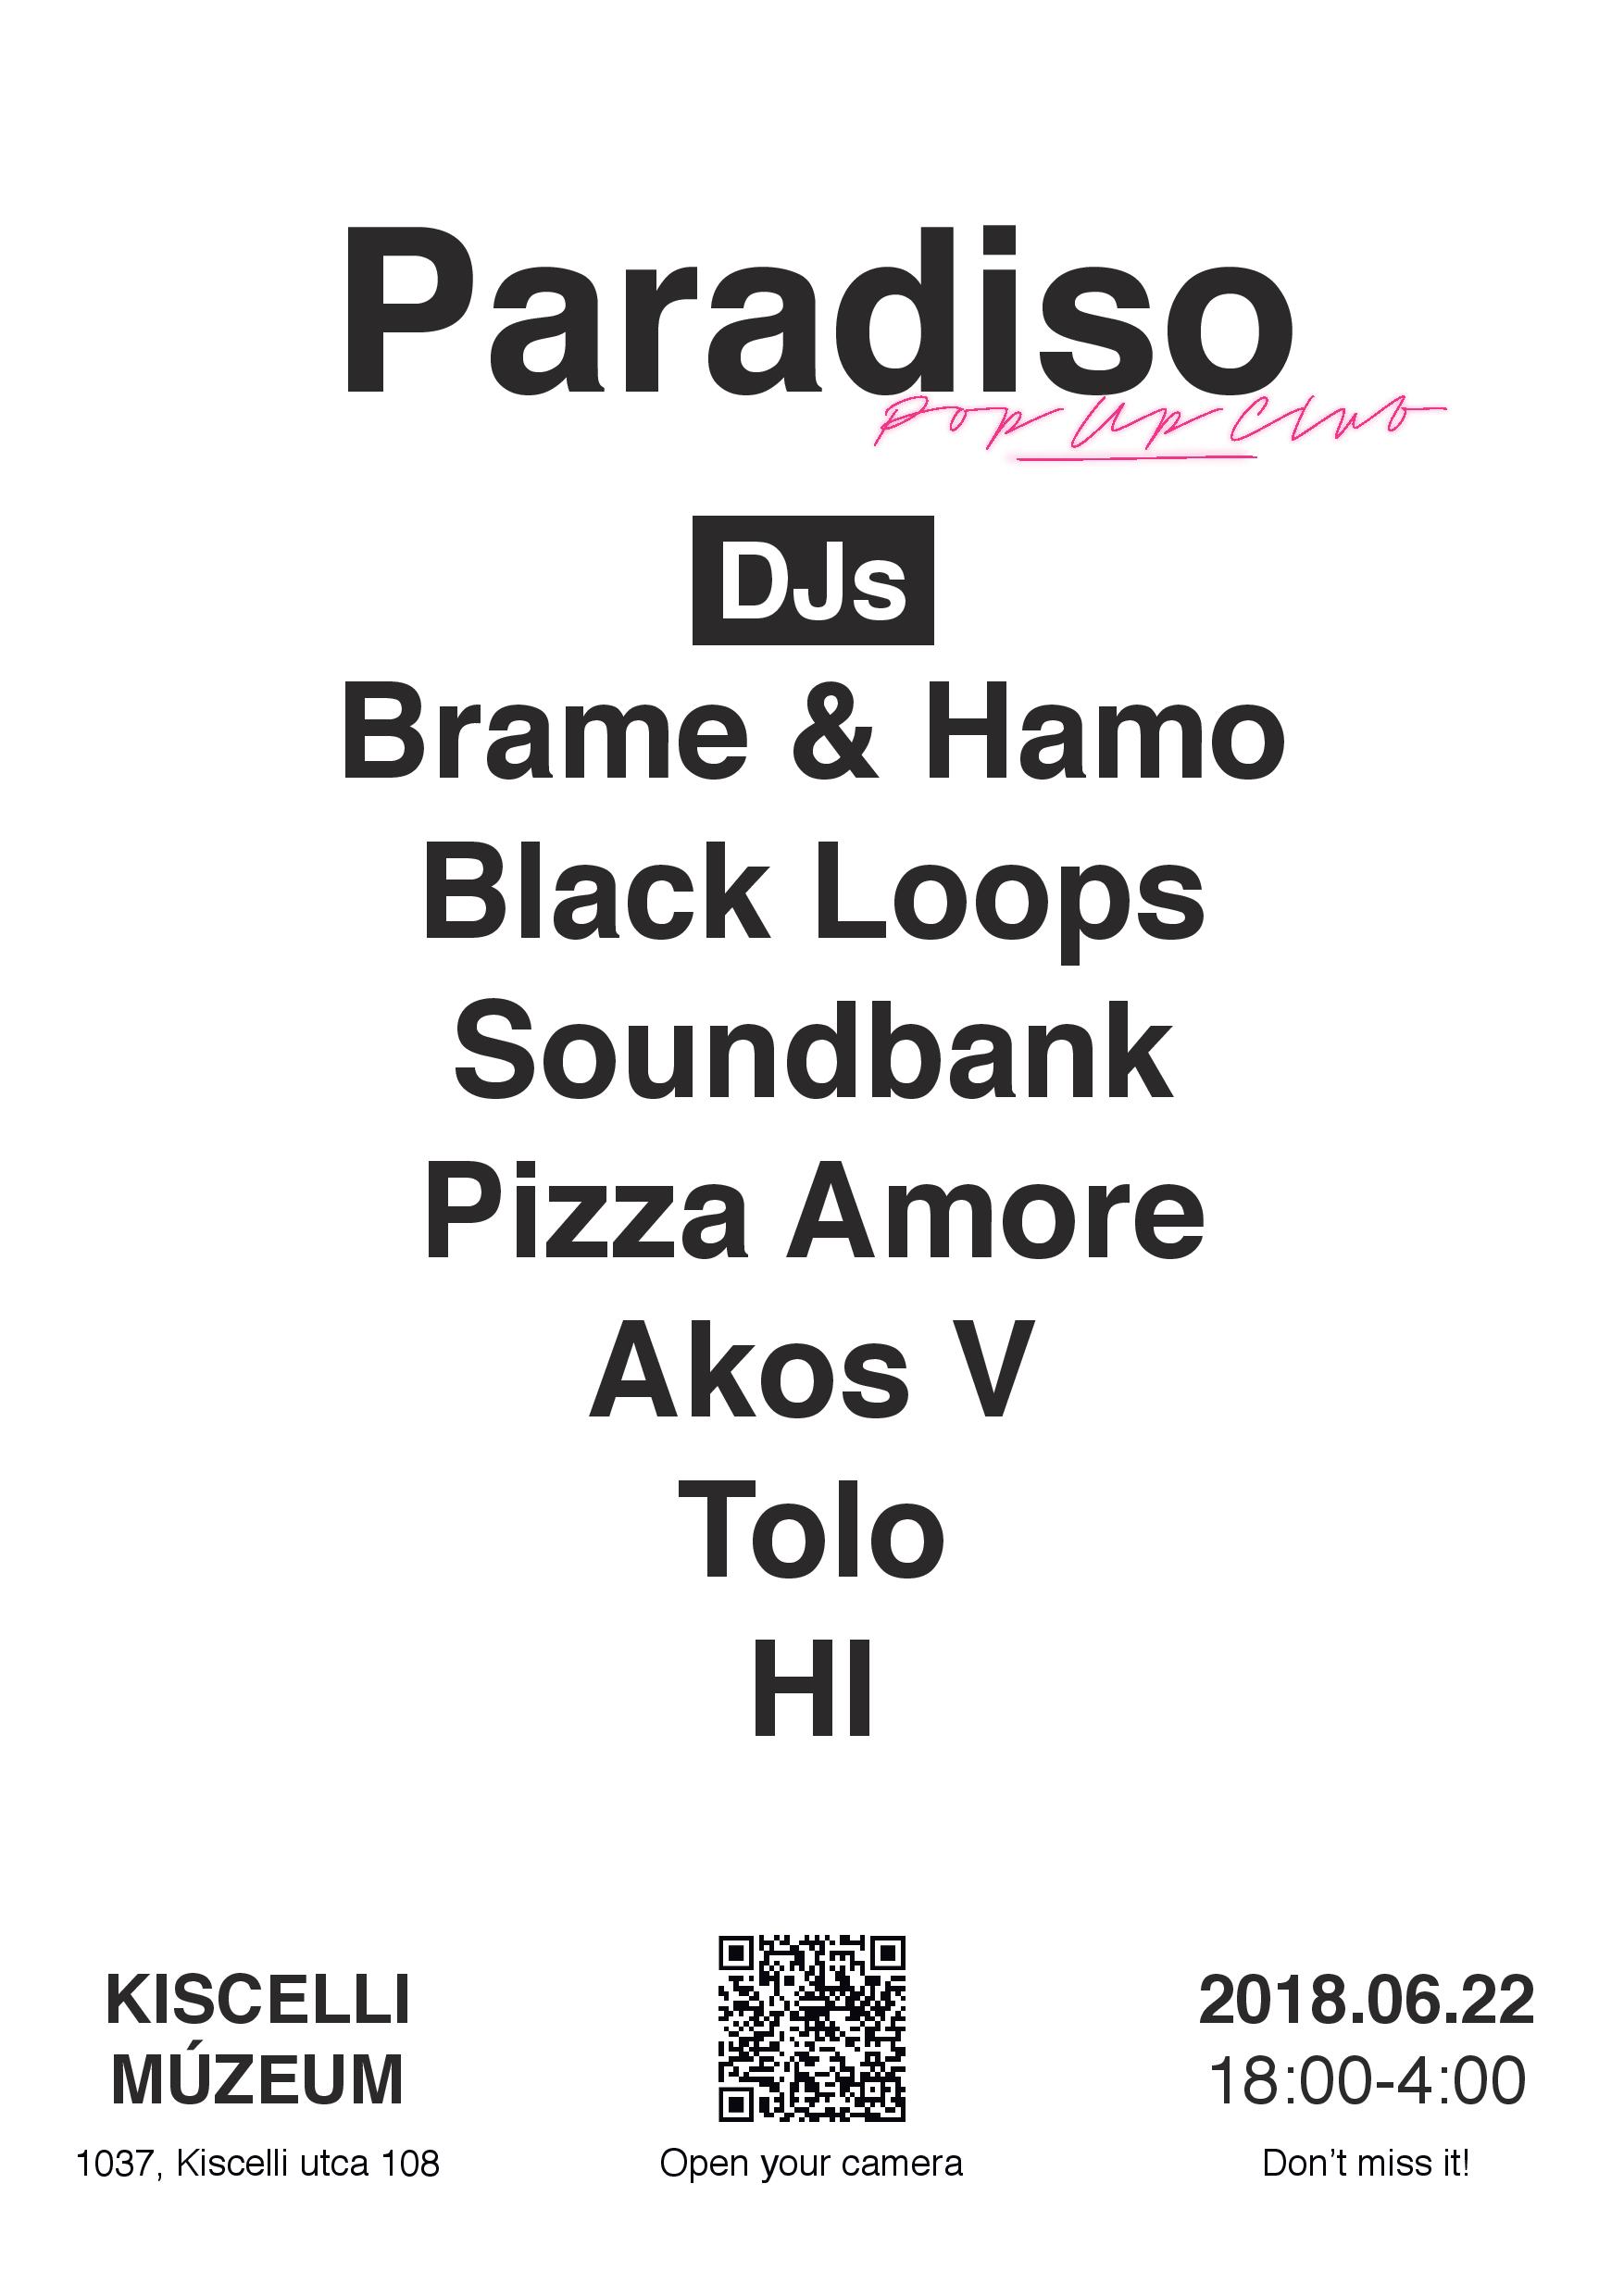 Paradiso
Pop Up Club
DJs
Brame & Hamo
Black Loops
Soundbank
Pizza Amore
Akos V
Tolo
HI
KISCELLI
MÚZEUM
1037, Kiscelli utca 108
Open your camera
2018.06.22
18:00-4:00
Don't miss it!